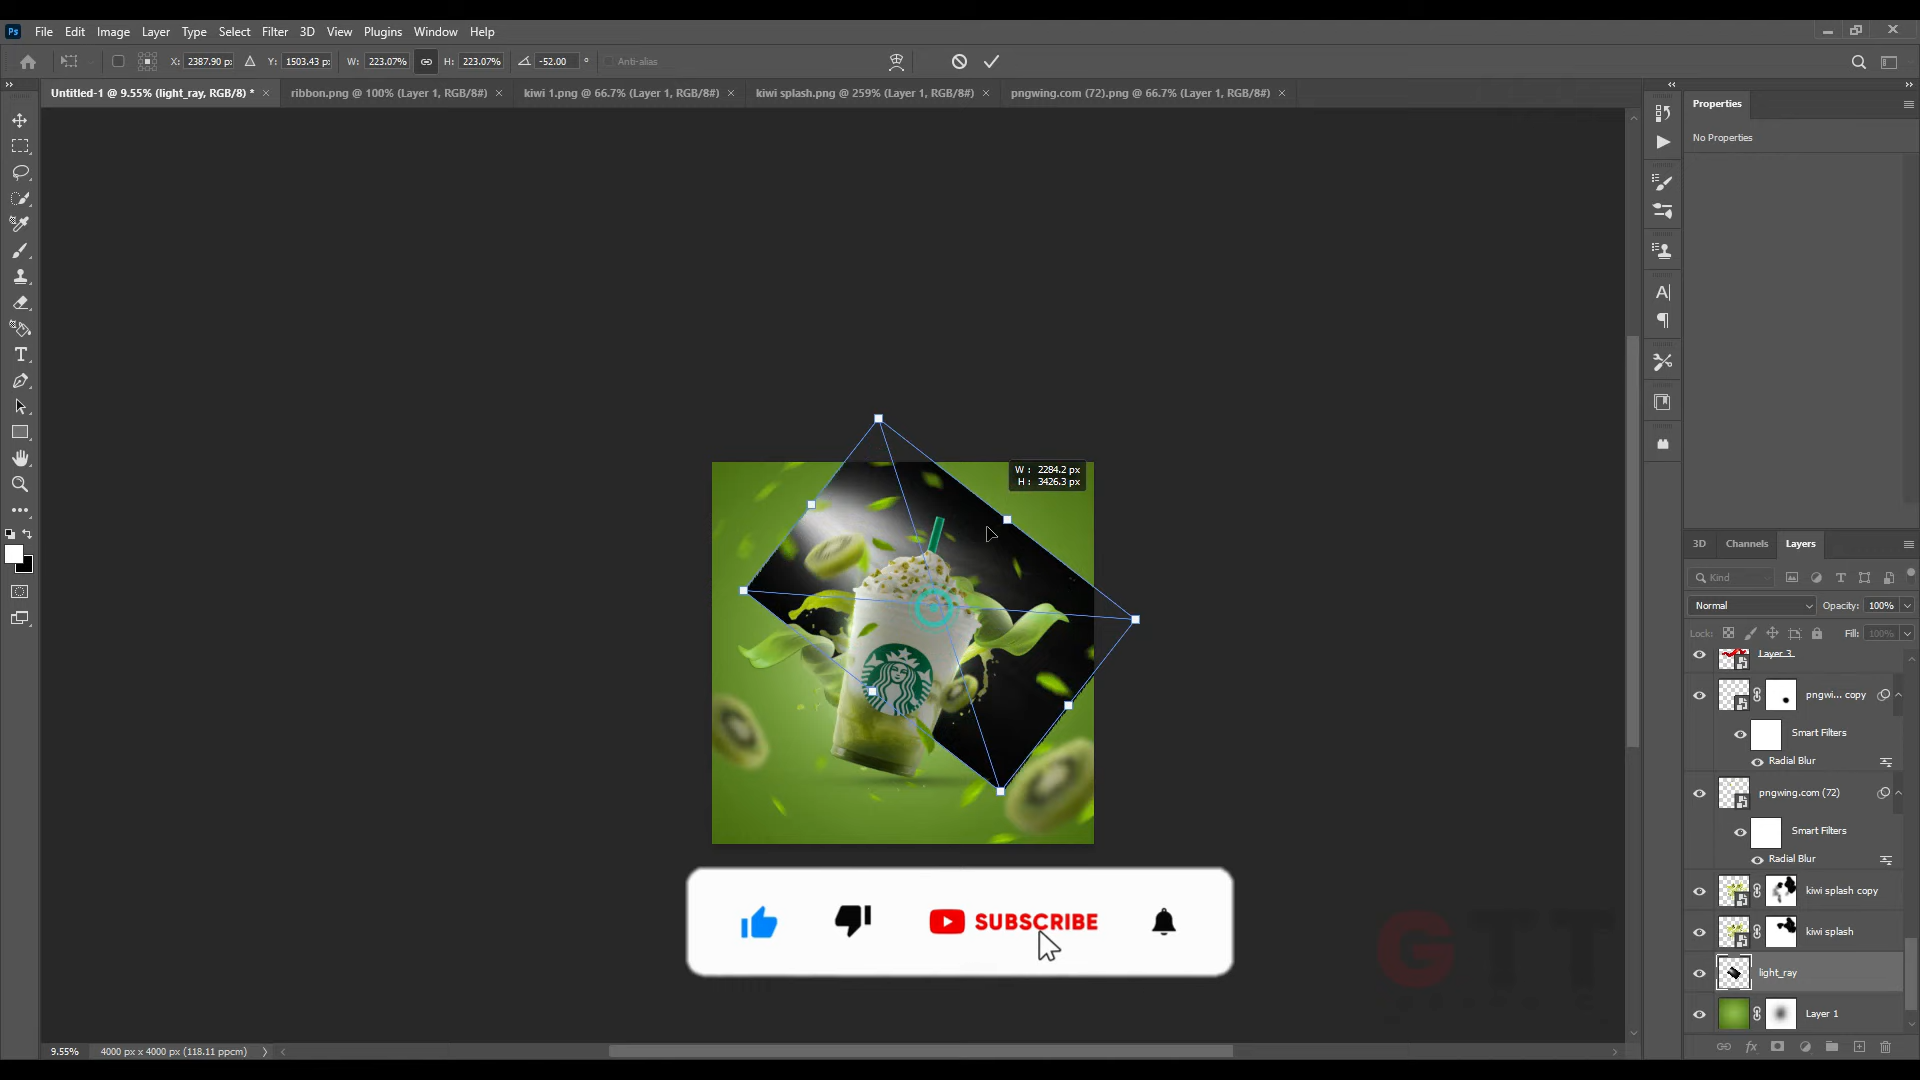 Ps File Edit Image Layer Type Select Filter 3D View Plugins Window Help
X: 2387.90 p: Y: 1503.43 p: W: 223.07% H: 223.07% -52.00 ° Anti-alias
Untitled-1 @ 9.55% (light_ray, RGB/8) * × ribbon.png @ 100% (Layer 1, RGB/8#) × kiwi 1.png @ 66.7% (Layer 1, RGB/8#) × kiwi splash.png @ 259% (Layer 1, RGB/8#) × pngwing.com (72).png @ 66.7% (Layer 1, RGB/8#) ×
Properties
No Properties
W : 2284.2 px
H : 3426.3 px
3D Channels Layers
Kind
Normal Opacity: 100%
Lock: Fill: 100%
Layer 3
pngwi... copy
Smart Filters
Radial Blur
pngwing.com (72)
Smart Filters
Radial Blur
kiwi splash copy
kiwi splash
light_ray
Layer 1
SUBSCRIBE
GTT
9.55% 4000 px x 4000 px (118.11 ppcm)